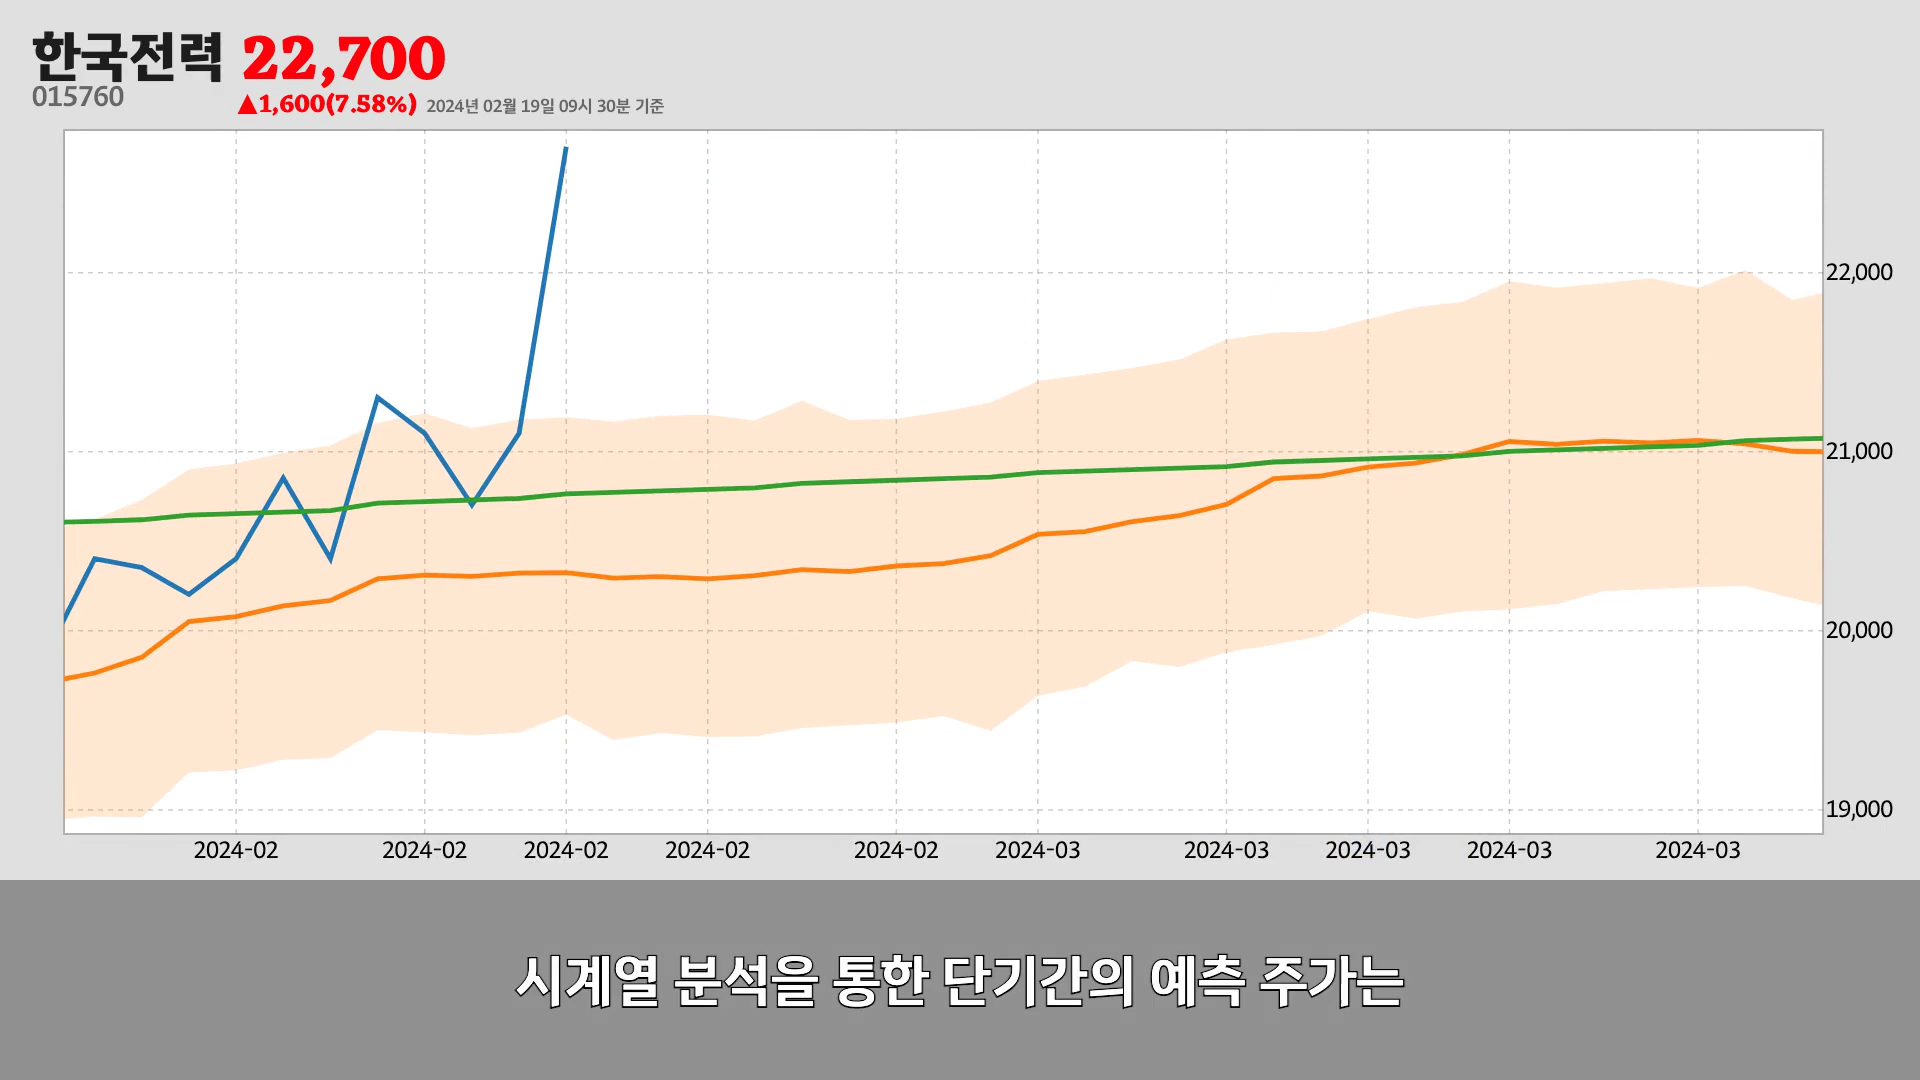 한국전력 22,700
015760
▲1,600(7.58%) 2024년 02월 19일 09시 30분 기준
22,000
21,000
20,000
19,000
2024-02 2024-02 2024-02 2024-02 2024-02 2024-03 2024-03 2024-03 2024-03 2024-03
시계열 분석을 통한 단기간의 예측 주가는